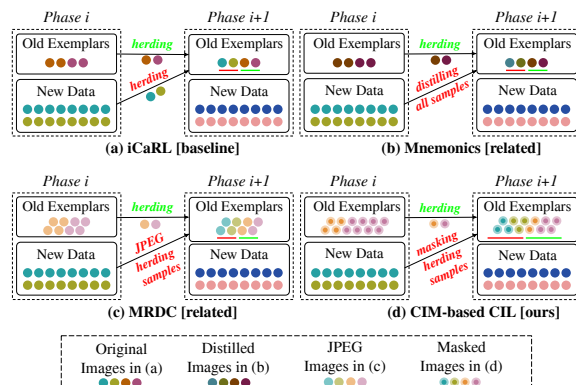 Phase i
Phase i+1
Old Exemplars
herding
Old Exemplars
New Data
herding
New Data
(a) iCaRL [baseline]
Phase i
Phase i+1
Old Exemplars
herding
Old Exemplars
New Data
distilling
all samples
New Data
(b) Mnemonics [related]
Phase i
Phase i+1
Old Exemplars
herding
Old Exemplars
New Data
JPEG
herding
samples
New Data
(c) MRDC [related]
Phase i
Phase i+1
Old Exemplars
herding
Old Exemplars
New Data
masking
herding
samples
New Data
(d) CIM-based CIL [ours]
Original
Images in (a)
Distilled
Images in (b)
JPEG
Images in (c)
Masked
Images in (d)